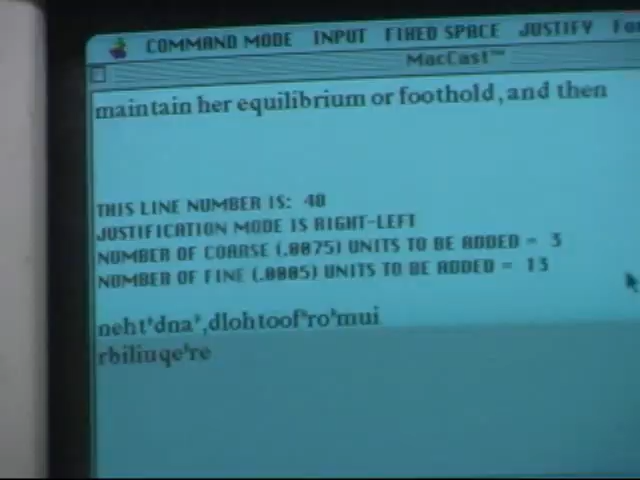 COMMAND MODE INPUT FIXED SPACE JUSTIFY
MacCast™
maintain her equilibrium or foothold, and then
THIS LINE NUMBER IS: 40
JUSTIFICATION MODE IS RIGHT-LEFT
NUMBER OF COARSE (.0075) UNITS TO BE ADDED = 3
NUMBER OF FINE (.0005) UNITS TO BE ADDED = 13
neht'dna',dlohtoof'ro'mui
rbiliuqe're